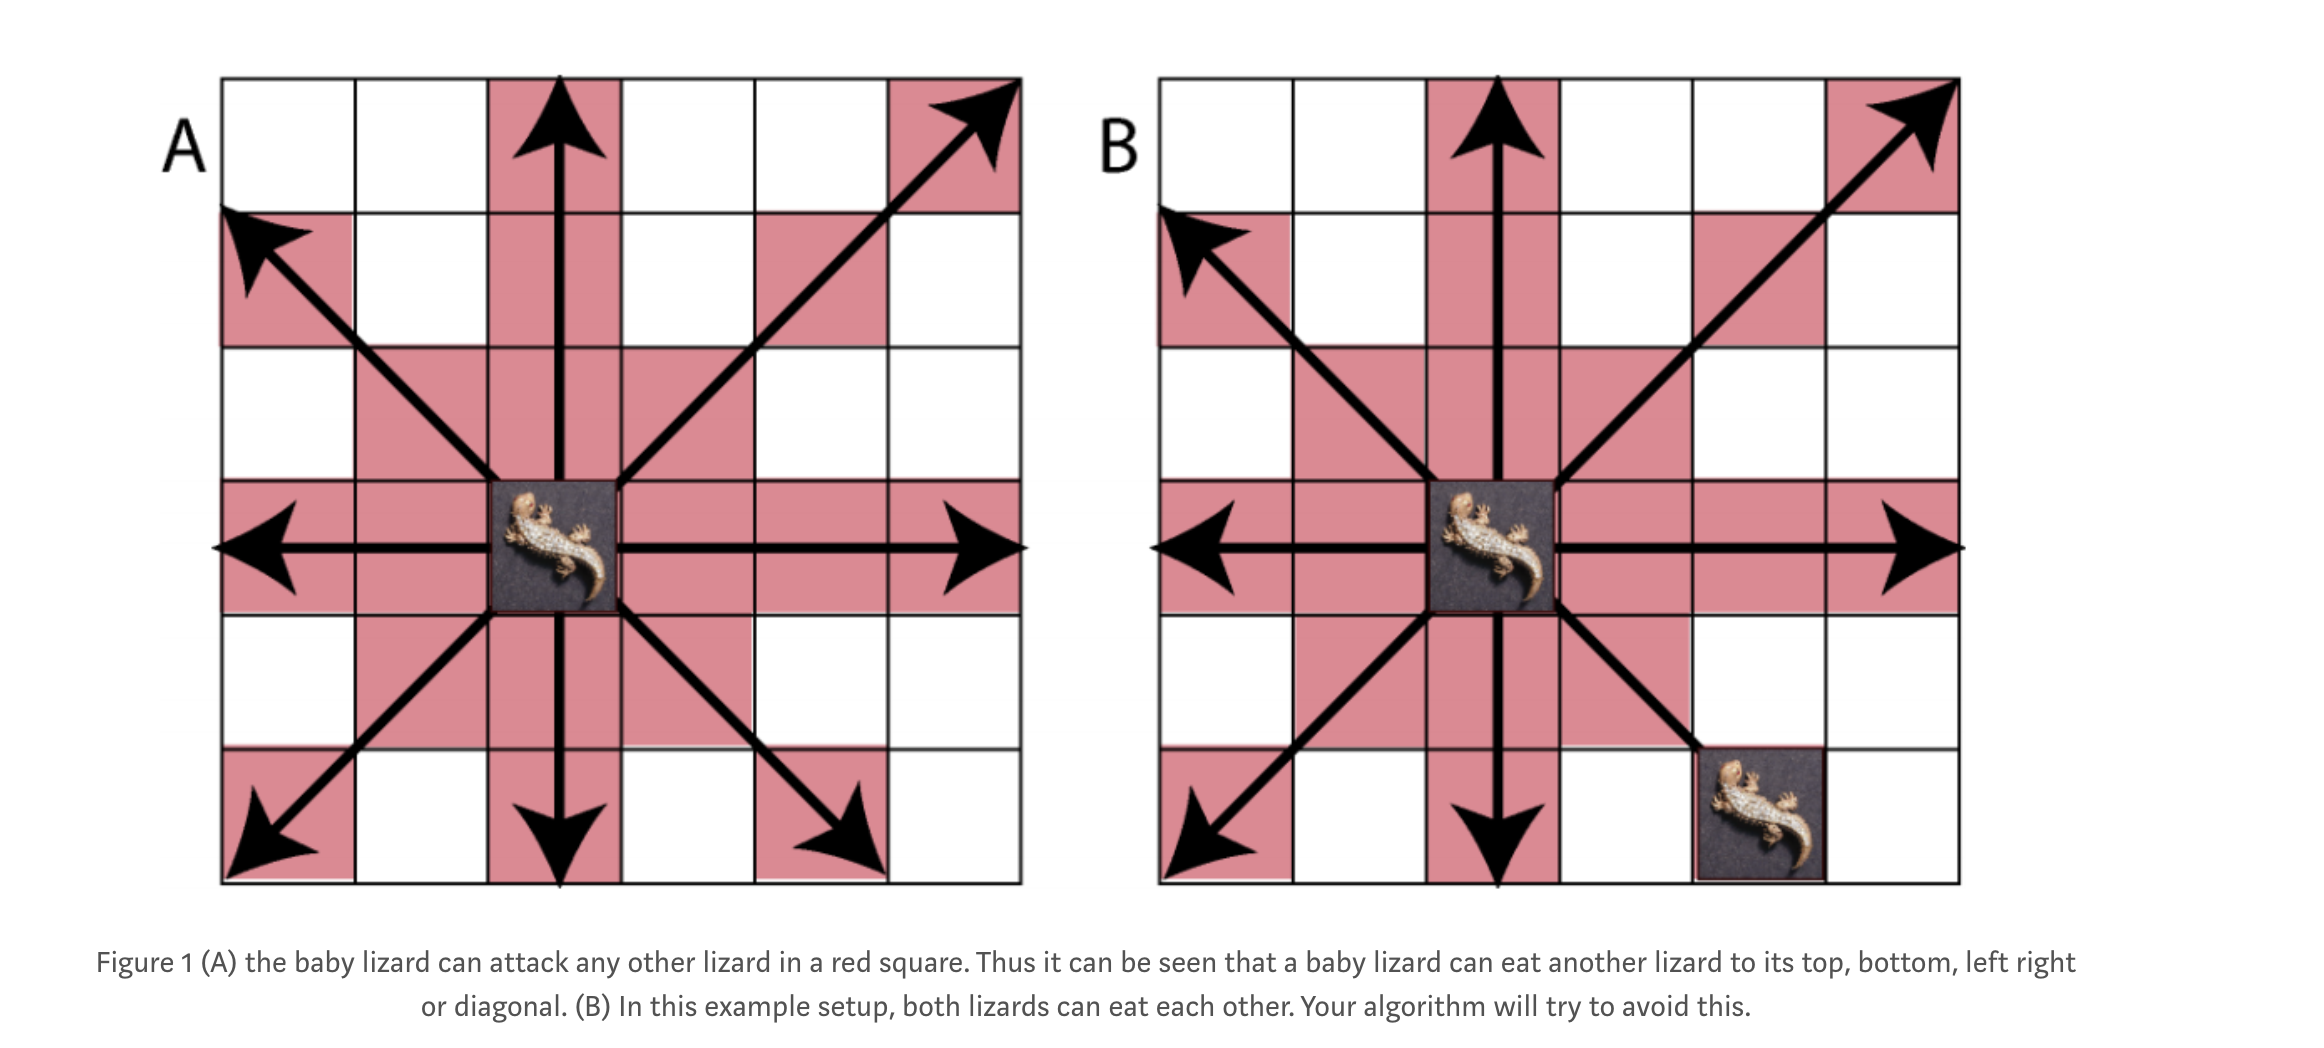 A
B
Figure 1 (A) the baby lizard can attack any other lizard in a red square. Thus it can be seen that a baby lizard can eat another lizard to its top, bottom, left right
or diagonal. (B) In this example setup, both lizards can eat each other. Your algorithm will try to avoid this.